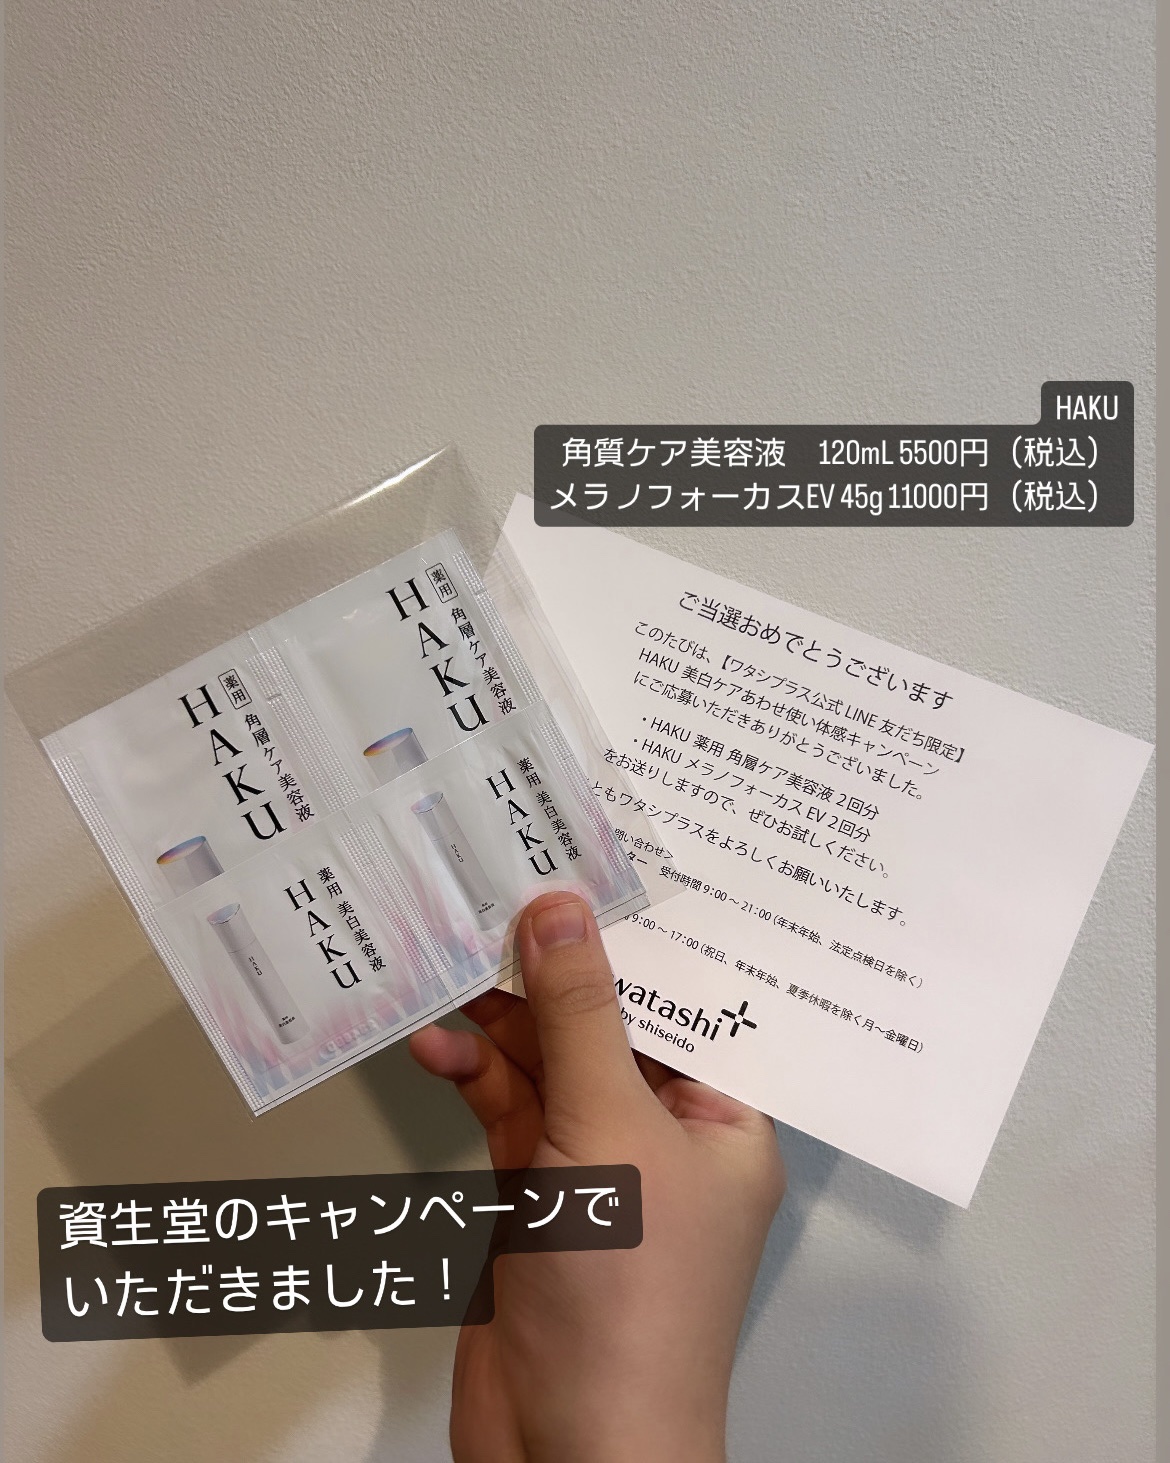 HAKU
角質ケア美容液　120mL 5500円（税込）
メラノフォーカスEV 45g 11000円（税込）
HAKU
薬用
角層ケア美容液
HAKU
薬用
角層ケア美容液
HAKU
薬用 美白美容液
HAKU
HAKU
薬用 美白美容液
HAKU
ご当選おめでとうございます
このたびは、【ワタシプラス公式 LINE 友だち限定】
HAKU 美白ケアあわせ使い体感キャンペーン
にご応募いただきありがとうございました。
・HAKU 薬用 角層ケア美容液 2回分
・HAKU メラノフォーカス EV 2回分
をお送りしますので、ぜひお試しください。
ともワタシプラスをよろしくお願いいたします。
問い合わせ＞
ター　受付時間 9：00 ～ 21：00（年末年始、法定点検日を除く）
9：00 ～ 17：00（祝日、年末年始、夏季休暇を除く月～金曜日）
watashi+
by shiseido
資生堂のキャンペーンで
いただきました！